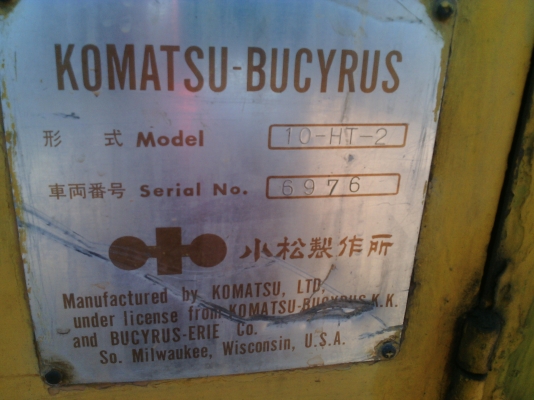 KOMATSU-BUCYRUS
形 式 Model 10-HT-2
車両番号 Serial No. 6976
小松製作所
Manufactured by KOMATSU, LTD.
under license from KOMATSU-BUCYRUS K.K.
and BUCYRUS-ERIE Co.
So. Milwaukee, Wisconsin, U.S.A.